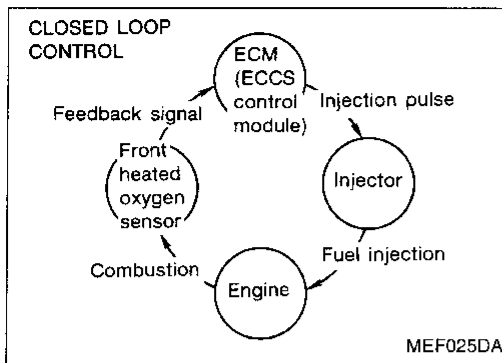 CLOSED LOOP
CONTROL
ECM
(ECCS
control
module)
Injection pulse
Injector
Fuel injection
Engine
Combustion
Front
heated
oxygen
sensor
Feedback signal
MEF025DA